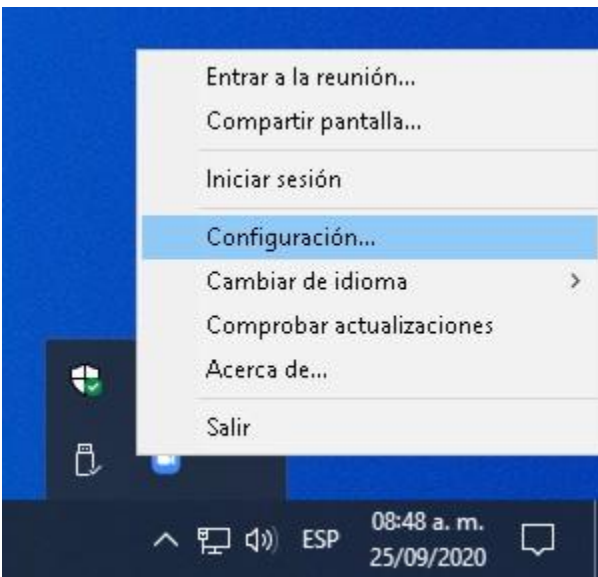 Entrar a la reunión...
Compartir pantalla...
Iniciar sesión
Configuración...
Cambiar de idioma
Comprobar actualizaciones
Acerca de...
Salir
ESP
08:48 a. m.
25/09/2020